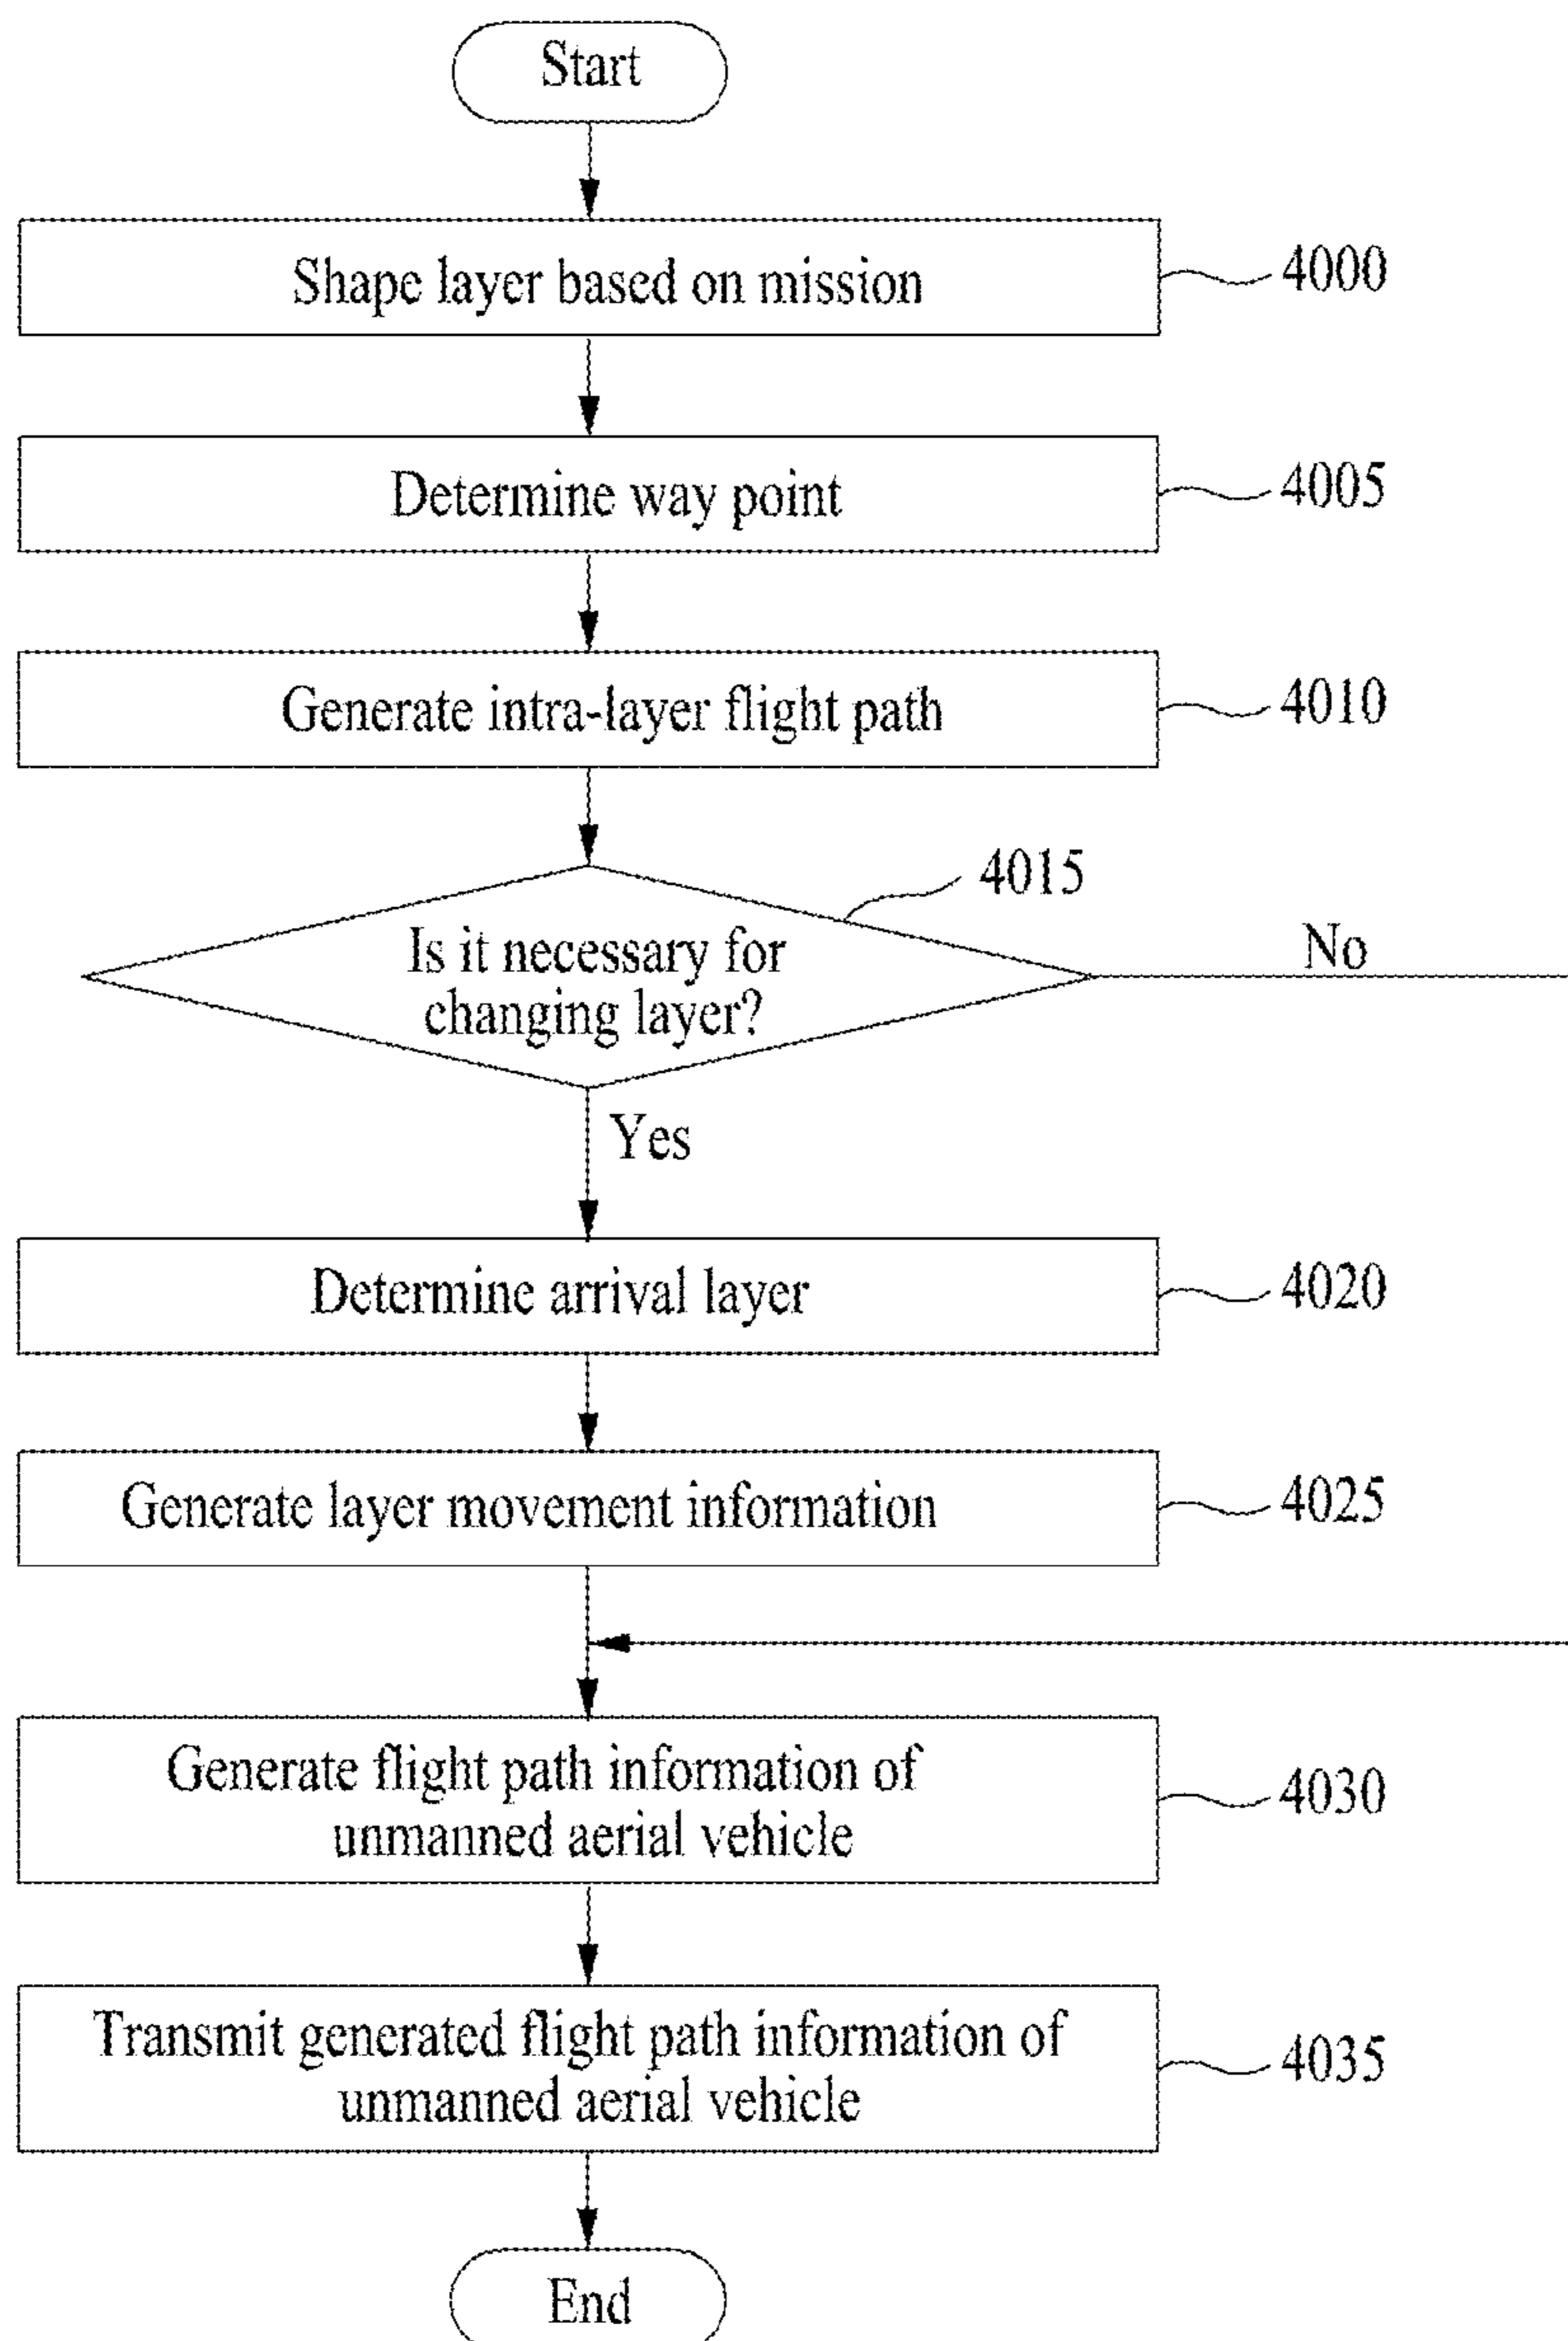 Start
Shape layer based on mission
4000
Determine way point
4005
Generate intra-layer flight path
4010
4015
Is it necessary for
changing layer?
No
Yes
Determine arrival layer
4020
Generate layer movement information
4025
Generate flight path information of
unmanned aerial vehicle
4030
Transmit generated flight path information of
unmanned aerial vehicle
4035
End